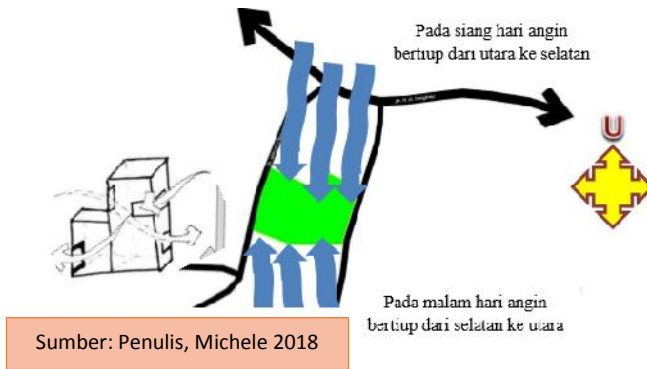 Pada siang hari angin
bertiup dari utara ke selatan
U
Pada malam hari angin
bertiup dari selatan ke utara
Sumber: Penulis, Michele 2018